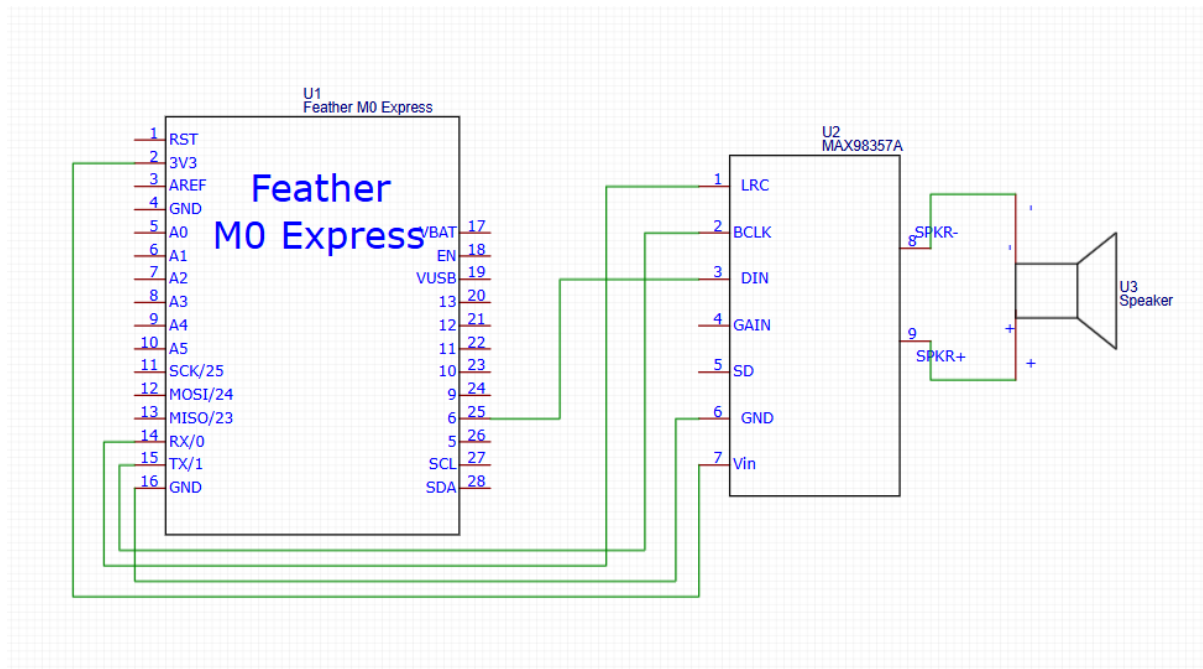 U1
Feather M0 Express
1 RST
2 3V3
3 AREF
4 GND
5 A0
6 A1
7 A2
8 A3
9 A4
10 A5
11 SCK/25
12 MOSI/24
13 MISO/23
14 RX/0
15 TX/1
16 GND
Feather
M0 Express
VBAT 17
EN 18
VUSB 19
13 20
12 21
11 22
10 23
9 24
6 25
5 26
SCL 27
SDA 28
U2
MAX98357A
1 LRC
2 BCLK
3 DIN
4 GAIN
5 SD
6 GND
7 Vin
8 SPKR-
9 SPKR+
-
-
U3
Speaker
+
+